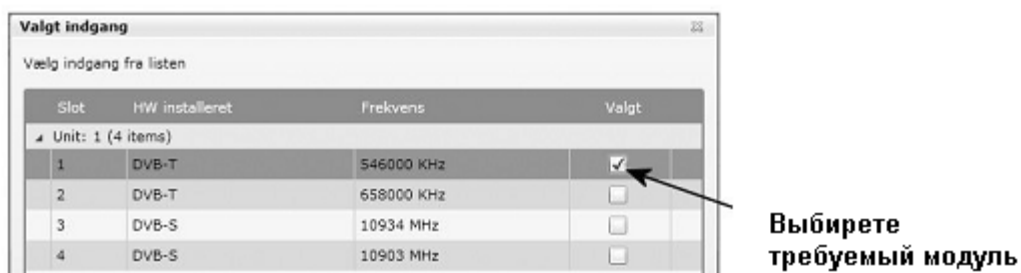 Valgt indgang
Vælg indgang fra listen
Slot HW installeret Frekvens Valgt
Unit: 1 (4 items)
1 DVB-T 546000 KHz
2 DVB-T 658000 KHz
3 DVB-S 10934 MHz
4 DVB-S 10903 MHz
Выбирете
требуемый модуль